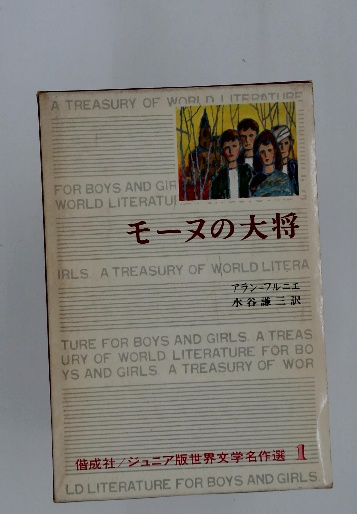 A TREASURY OF WORLD LITERATURE
FOR BOYS AND GIR
WORLD LITERATU
モーヌの大将
IRLS. A TREASURY OF WORLD LITERA
アラン=フルニエ
水谷謙三訳
TURE FOR BOYS AND GIRLS. A TREAS
URY OF WORLD LITERATURE FOR BO
YS AND GIRLS. A TREASURY OF WOR
偕成社/ジュニア版世界文学名作選 1
LD LITERATURE FOR BOYS AND GIRLS.